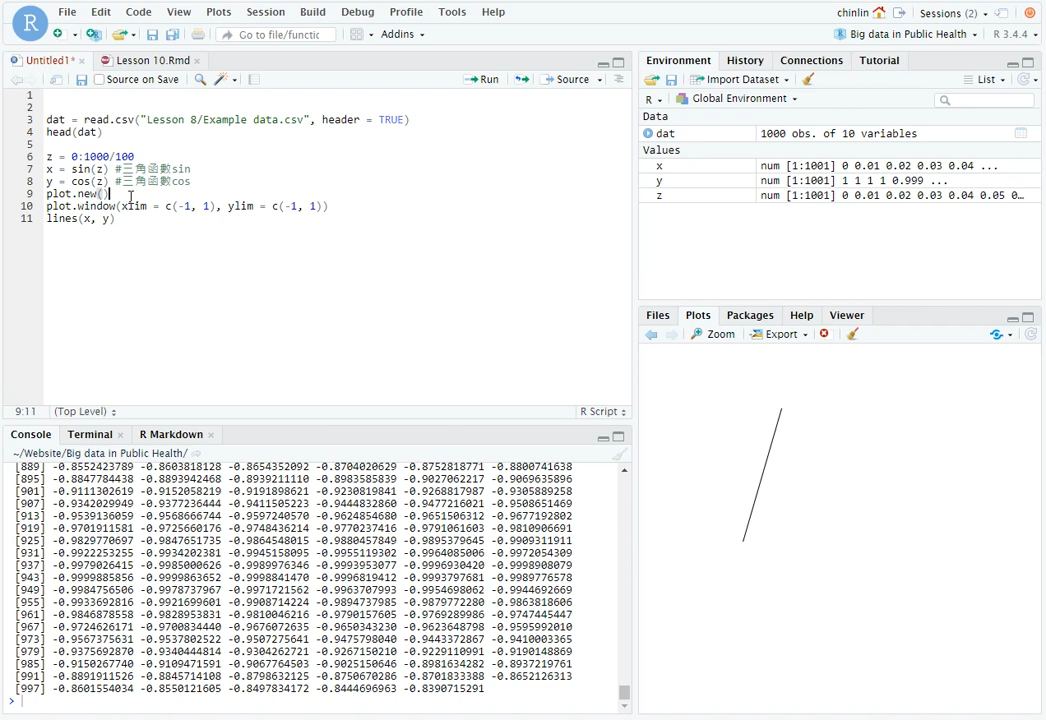 File Edit Code View Plots Session Build Debug Profile Tools Help
chinlin Sessions (2)
Go to file/functic Addins
Big data in Public Health R 3.4.4
Untitled1* × Lesson 10.Rmd ×
Source on Save Run Source
1
2
3 dat = read.csv("Lesson 8/Example data.csv", header = TRUE)
4 head(dat)
5
6 z = 0:1000/100
7 x = sin(z) #三角函數sin
8 y = cos(z) #三角函數cos
9 plot.new()
10 plot.window(xlim = c(-1, 1), ylim = c(-1, 1))
11 lines(x, y)
9:11 (Top Level) R Script
Console Terminal × R Markdown ×
~/Website/Big data in Public Health/
[889] -0.8552423789 -0.8603818128 -0.8654352092 -0.8704020629 -0.8752818771 -0.8800741638
[895] -0.8847784438 -0.8893942468 -0.8939211110 -0.8983585839 -0.9027062217 -0.9069635896
[901] -0.9111302619 -0.9152058219 -0.9191898621 -0.9230819841 -0.9268817987 -0.9305889258
[907] -0.9342029949 -0.9377236444 -0.9411505223 -0.9444832860 -0.9477216021 -0.9508651469
[913] -0.9539136059 -0.9568666744 -0.9597240570 -0.9624854680 -0.9651506312 -0.9677192802
[919] -0.9701911581 -0.9725660176 -0.9748436214 -0.9770237416 -0.9791061603 -0.9810906691
[925] -0.9829770697 -0.9847651735 -0.9864548015 -0.9880457849 -0.9895379645 -0.9909311911
[931] -0.9922253255 -0.9934202381 -0.9945158095 -0.9955119302 -0.9964085006 -0.9972054309
[937] -0.9979026415 -0.9985000626 -0.9989976346 -0.9993953077 -0.9996930420 -0.9998908079
[943] -0.9999885856 -0.9999863652 -0.9998841470 -0.9996819412 -0.9993797681 -0.9989776578
[949] -0.9984756506 -0.9978737967 -0.9971721562 -0.9963707993 -0.9954698062 -0.9944692669
[955] -0.9933692816 -0.9921699601 -0.9908714224 -0.9894737985 -0.9879772280 -0.9863818606
[961] -0.9846878558 -0.9828953831 -0.9810046216 -0.9790157605 -0.9769289986 -0.9747445447
[967] -0.9724626171 -0.9700834440 -0.9676072635 -0.9650343230 -0.9623648798 -0.9595992010
[973] -0.9567375631 -0.9537802522 -0.9507275641 -0.9475798040 -0.9443372867 -0.9410003365
[979] -0.9375692870 -0.9340444814 -0.9304262721 -0.9267150210 -0.9229110991 -0.9190148869
[985] -0.9150267740 -0.9109471591 -0.9067764503 -0.9025150646 -0.8981634282 -0.8937219761
[991] -0.8891911526 -0.8845714108 -0.8798632125 -0.8750670286 -0.8701833388 -0.8652126313
[997] -0.8601554034 -0.8550121605 -0.8497834172 -0.8444696963 -0.8390715291
>
Environment History Connections Tutorial
Import Dataset List
R Global Environment
Data
dat 1000 obs. of 10 variables
Values
x num [1:1001] 0 0.01 0.02 0.03 0.04 ...
y num [1:1001] 1 1 1 1 0.999 ...
z num [1:1001] 0 0.01 0.02 0.03 0.04 0.05 0…
Files Plots Packages Help Viewer
Zoom Export